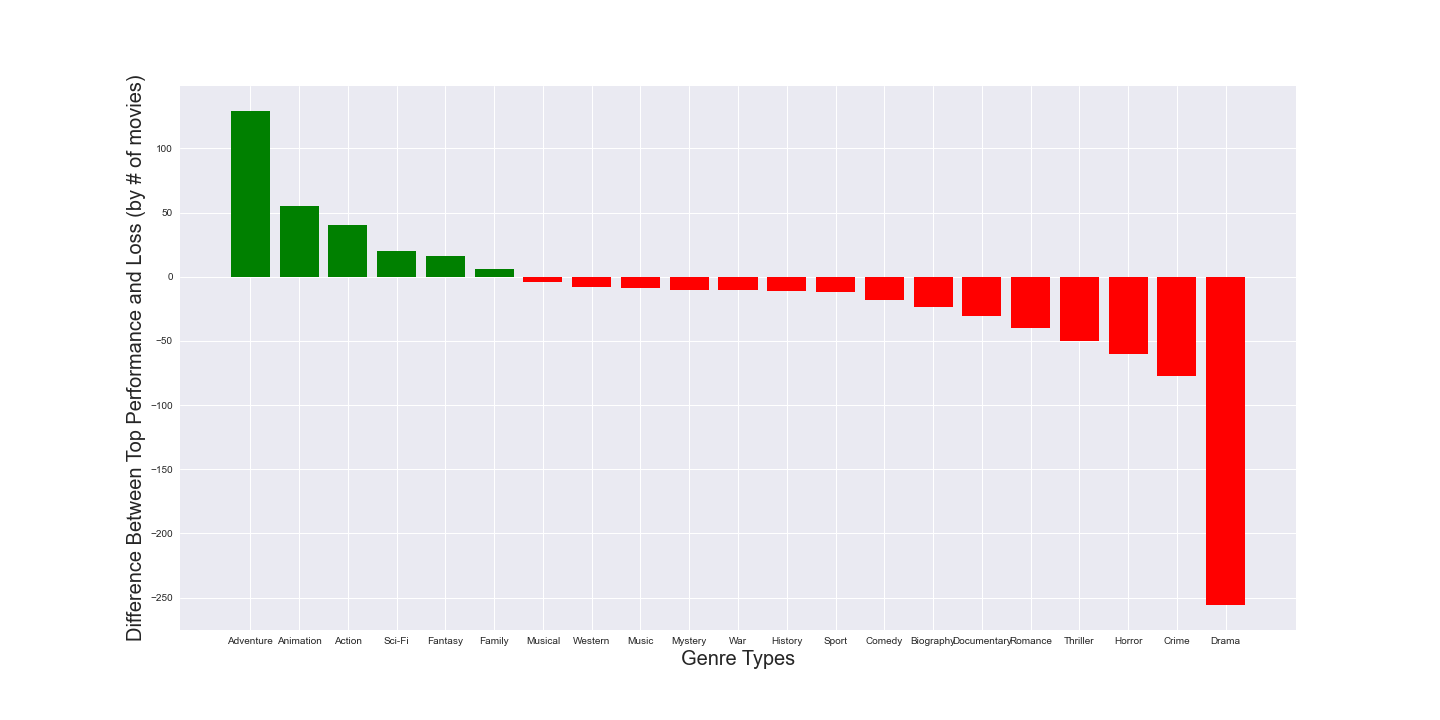 Difference Between Top Performance and Loss (by # of movies)
100
50
0
−50
−100
−150
−200
−250
Adventure Animation Action Sci-Fi Fantasy Family Musical Western Music Mystery War History Sport Comedy Biography Documentary Romance Thriller Horror Crime Drama
Genre Types